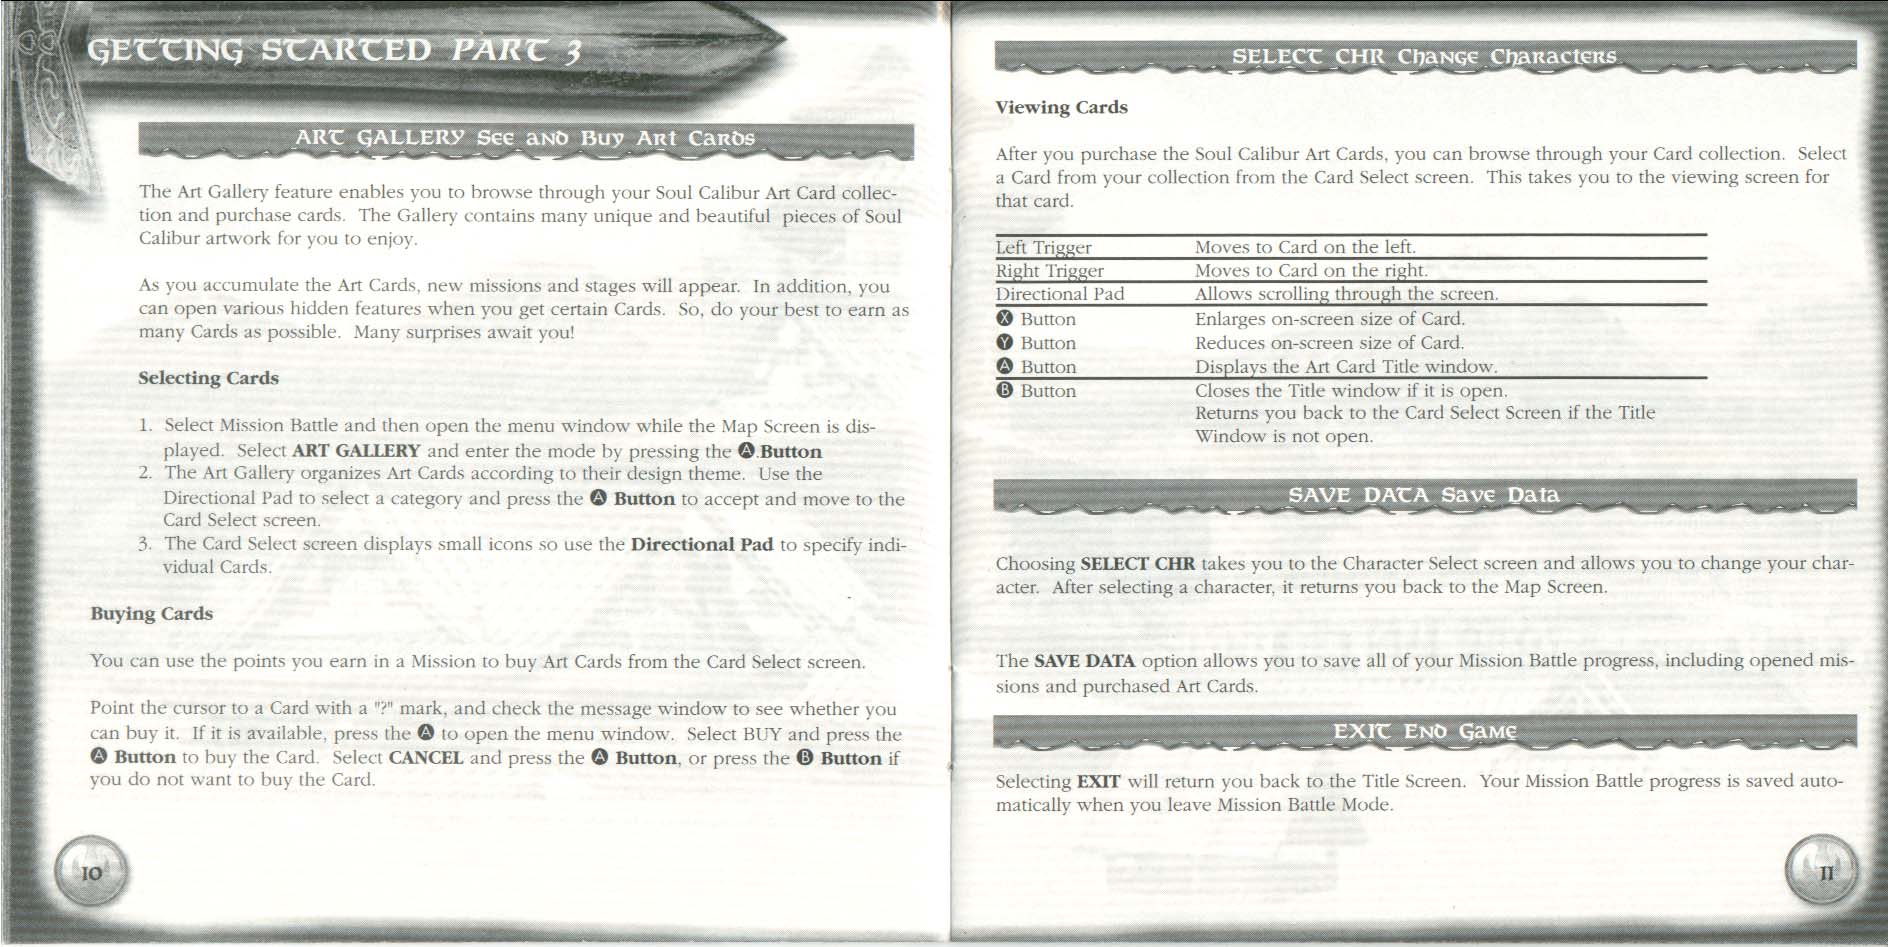 GETTING STARTED PART 3
ART GALLERY See and Buy Art Cards
The Art Gallery feature enables you to browse through your Soul Calibur Art Card collec-
tion and purchase cards.  The Gallery contains many unique and beautiful  pieces of Soul
Calibur artwork for you to enjoy.
As you accumulate the Art Cards, new missions and stages will appear.  In addition, you
can open various hidden features when you get certain Cards.  So, do your best to earn as
many Cards as possible.  Many surprises await you!
Selecting Cards
1.  Select Mission Battle and then open the menu window while the Map Screen is dis-
played.  Select ART GALLERY and enter the mode by pressing the A.Button
2.  The Art Gallery organizes Art Cards according to their design theme.  Use the
Directional Pad to select a category and press the A Button to accept and move to the
Card Select screen.
3.  The Card Select screen displays small icons so use the Directional Pad to specify indi-
vidual Cards.
Buying Cards
You can use the points you earn in a Mission to buy Art Cards from the Card Select screen.
Point the cursor to a Card with a "?" mark, and check the message window to see whether you
can buy it.  If it is available, press the A to open the menu window.  Select BUY and press the
A Button to buy the Card.  Select CANCEL and press the A Button, or press the B Button if
you do not want to buy the Card.
10
SELECT CHR Change Characters
Viewing Cards
After you purchase the Soul Calibur Art Cards, you can browse through your Card collection.  Select
a Card from your collection from the Card Select screen.  This takes you to the viewing screen for
that card.
Left Trigger Moves to Card on the left.
Right Trigger Moves to Card on the right.
Directional Pad Allows scrolling through the screen.
X Button Enlarges on-screen size of Card.
Y Button Reduces on-screen size of Card.
A Button Displays the Art Card Title window.
B Button Closes the Title window if it is open.
Returns you back to the Card Select Screen if the Title
Window is not open.
SAVE DATA Save Data
Choosing SELECT CHR takes you to the Character Select screen and allows you to change your char-
acter.  After selecting a character, it returns you back to the Map Screen.
The SAVE DATA option allows you to save all of your Mission Battle progress, including opened mis-
sions and purchased Art Cards.
EXIT End Game
Selecting EXIT will return you back to the Title Screen.  Your Mission Battle progress is saved auto-
matically when you leave Mission Battle Mode.
11